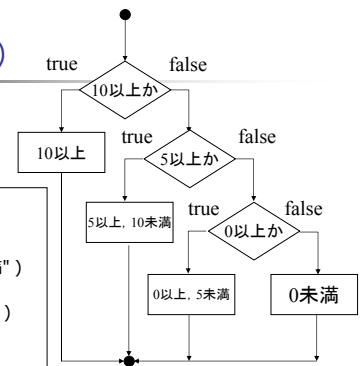 )
true false
10以上か
true false
10以上
5以上か
true false
5以上, 10未満
0以上か
" )
0以上, 5未満
0未満
)